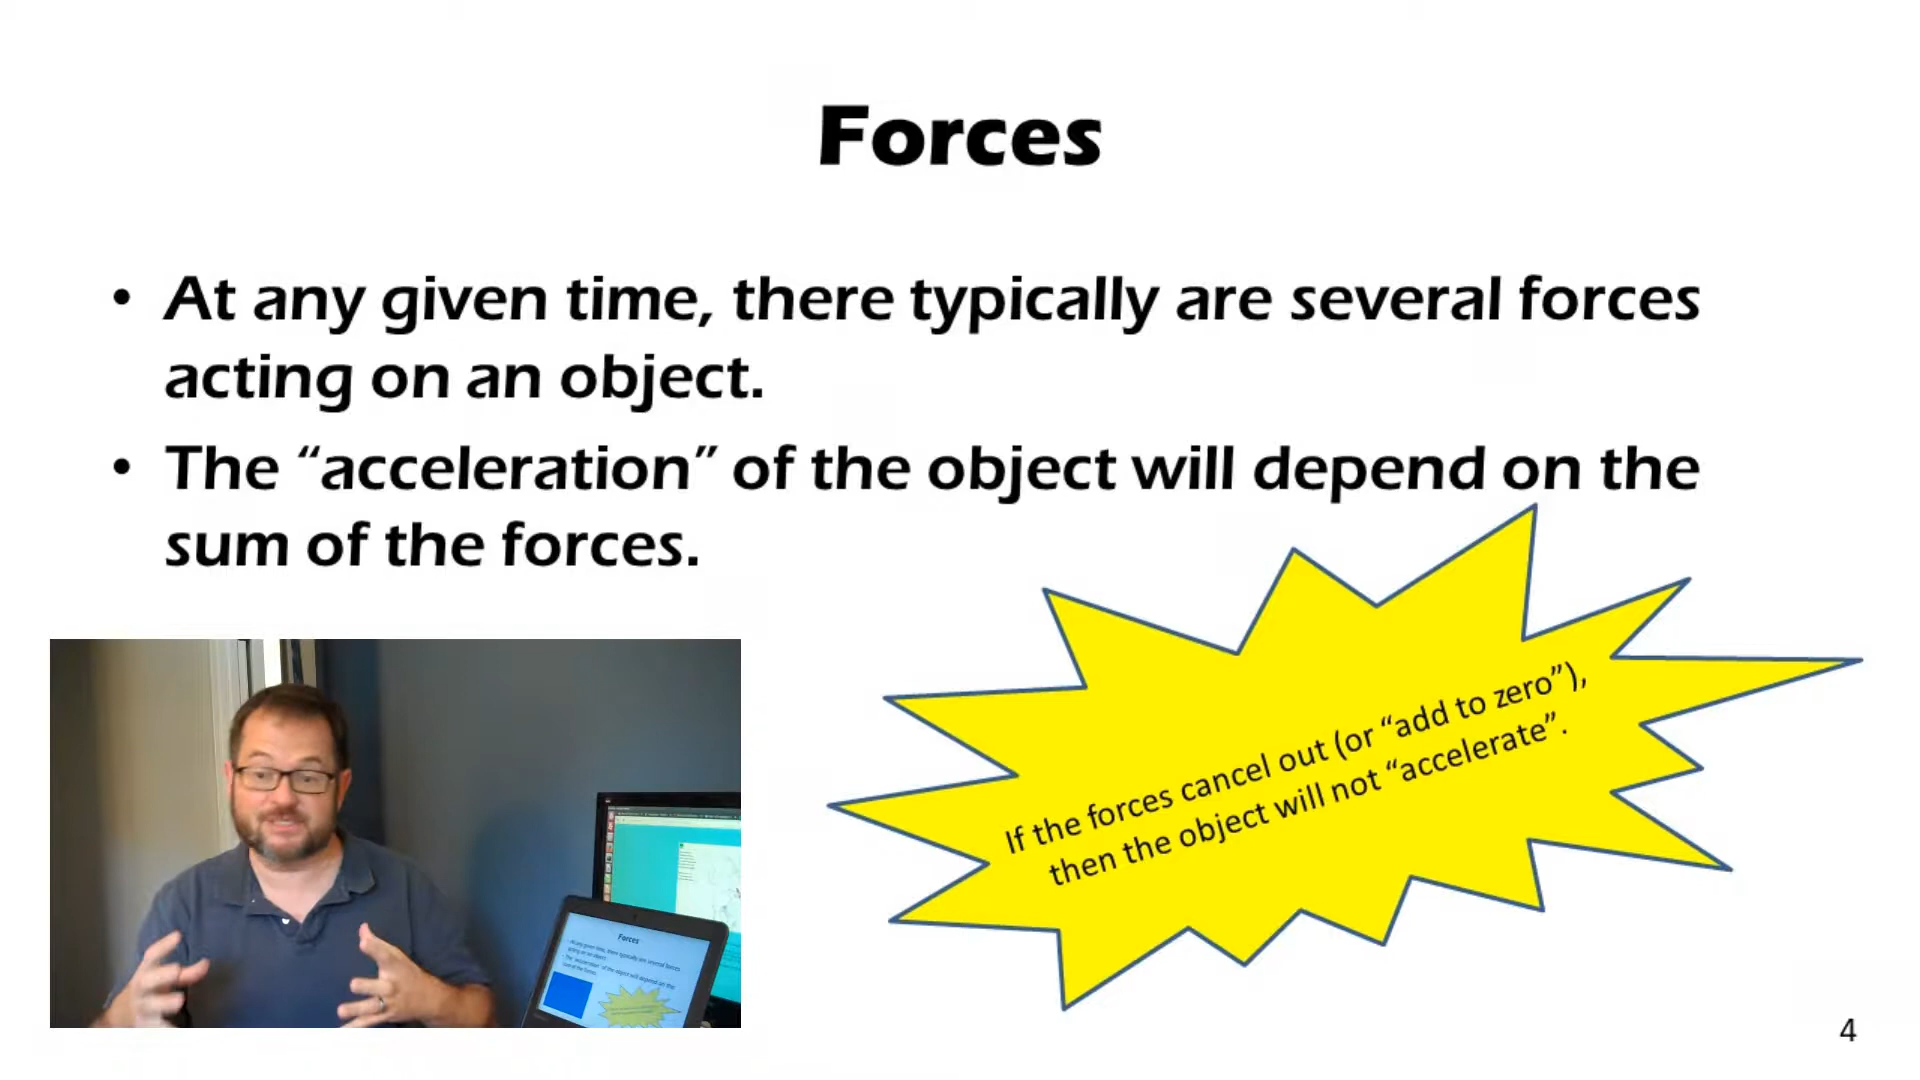 Forces
• At any given time, there typically are several forces
acting on an object.
• The “acceleration” of the object will depend on the
sum of the forces.
If the forces cancel out (or “add to zero”),
then the object will not “accelerate”.
Forces
4